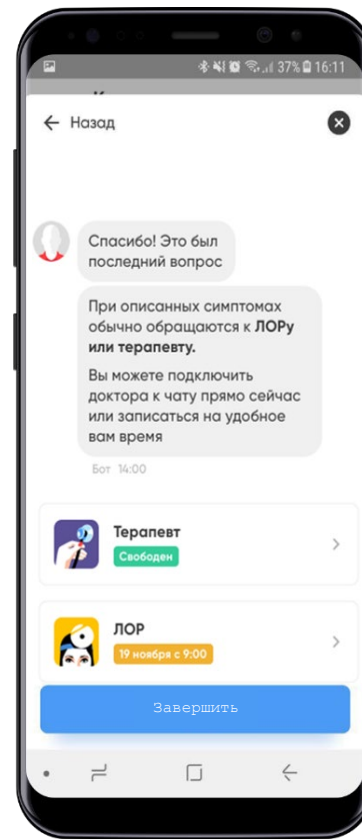 37% 16:11
← Назад
Спасибо! Это был
последний вопрос
При описанных симптомах
обычно обращаются к ЛОРу
или терапевту.
Вы можете подключить
доктора к чату прямо сейчас
или записаться на удобное
вам время
Бот 14:00
Терапевт
Свободен
ЛОР
19 ноября с 9:00
Завершить